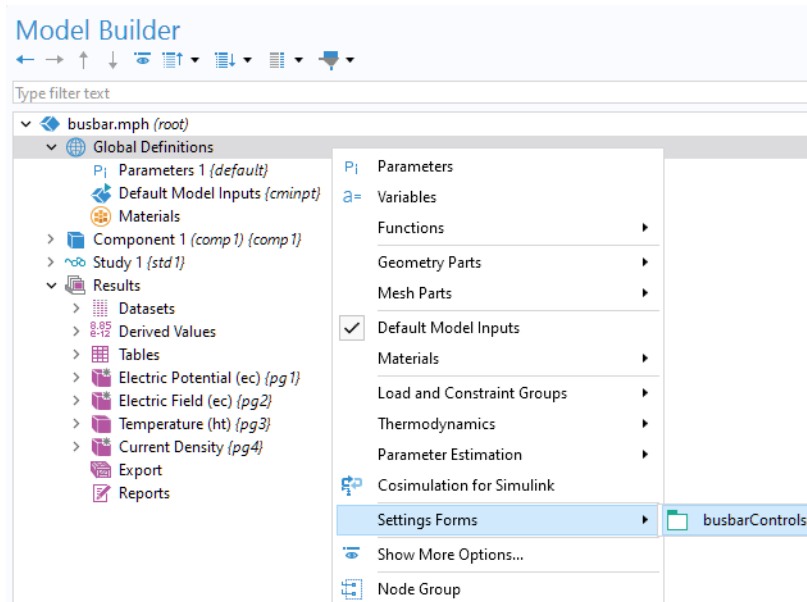 Model Builder
Type filter text
busbar.mph (root)
Global Definitions
Pi Parameters 1 {default}
Default Model Inputs {cminpt}
Materials
Component 1 (comp1) {comp1}
Study 1 {std1}
Results
Datasets
8.85
e-12 Derived Values
Tables
Electric Potential (ec) {pg1}
Electric Field (ec) {pg2}
Temperature (ht) {pg3}
Current Density {pg4}
Export
Reports
Pi Parameters
a= Variables
Functions
Geometry Parts
Mesh Parts
Default Model Inputs
Materials
Load and Constraint Groups
Thermodynamics
Parameter Estimation
Cosimulation for Simulink
Settings Forms
busbarControls
Show More Options...
Node Group